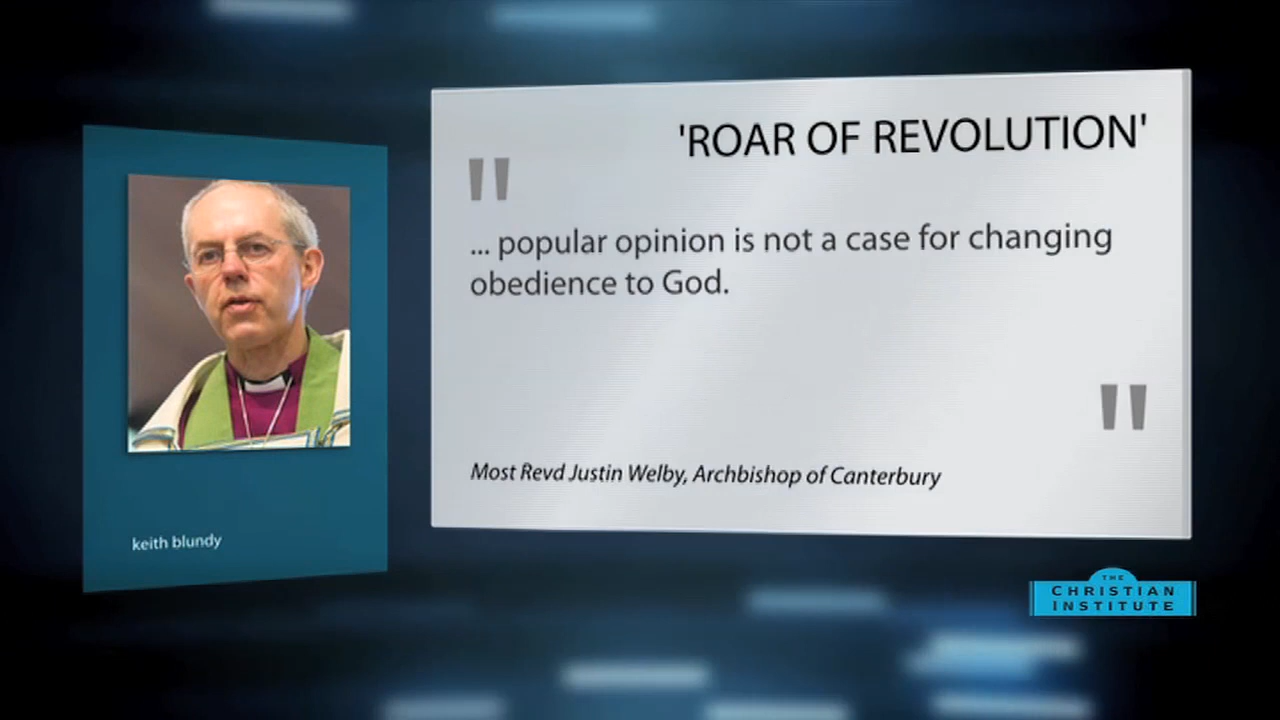 'ROAR OF REVOLUTION'
"
... popular opinion is not a case for changing
obedience to God.
"
Most Revd Justin Welby, Archbishop of Canterbury
keith blundy
THE
CHRISTIAN
INSTITUTE